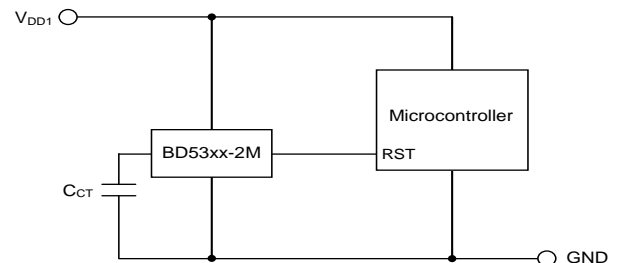 VDD1
Microcontroller
BD53xx-2M
RST
CCT
GND